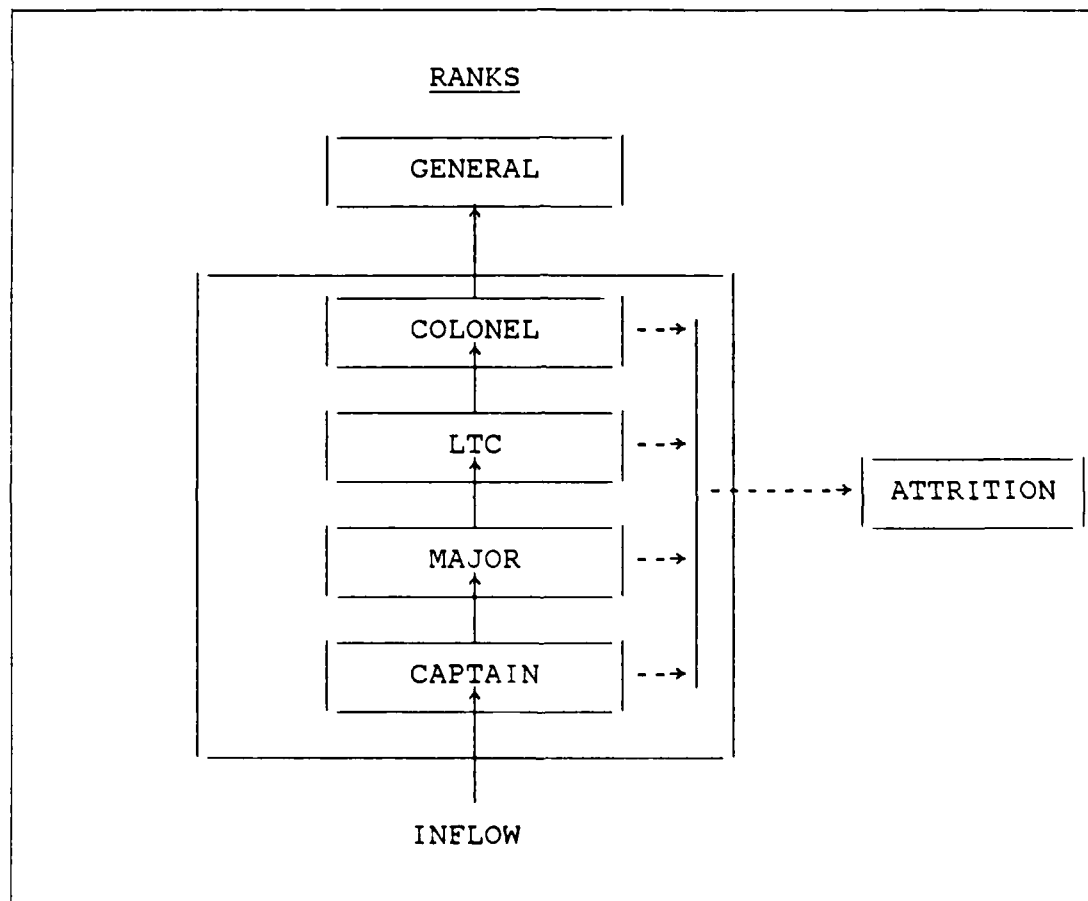 RANKS
GENERAL
COLONEL
LTC
ATTRITION
MAJOR
CAPTAIN
INFLOW